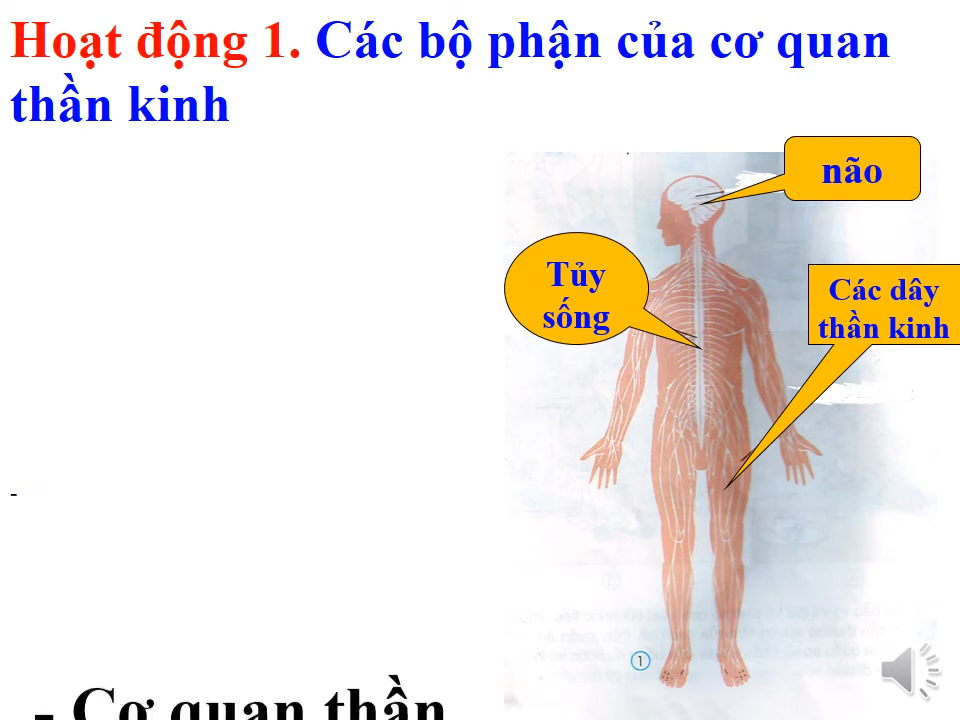 Hoạt động 1. Các bộ phận của cơ quan
thần kinh
não
Tủy
sống
Các dây
thần kinh
-
1
- Cơ quan thần